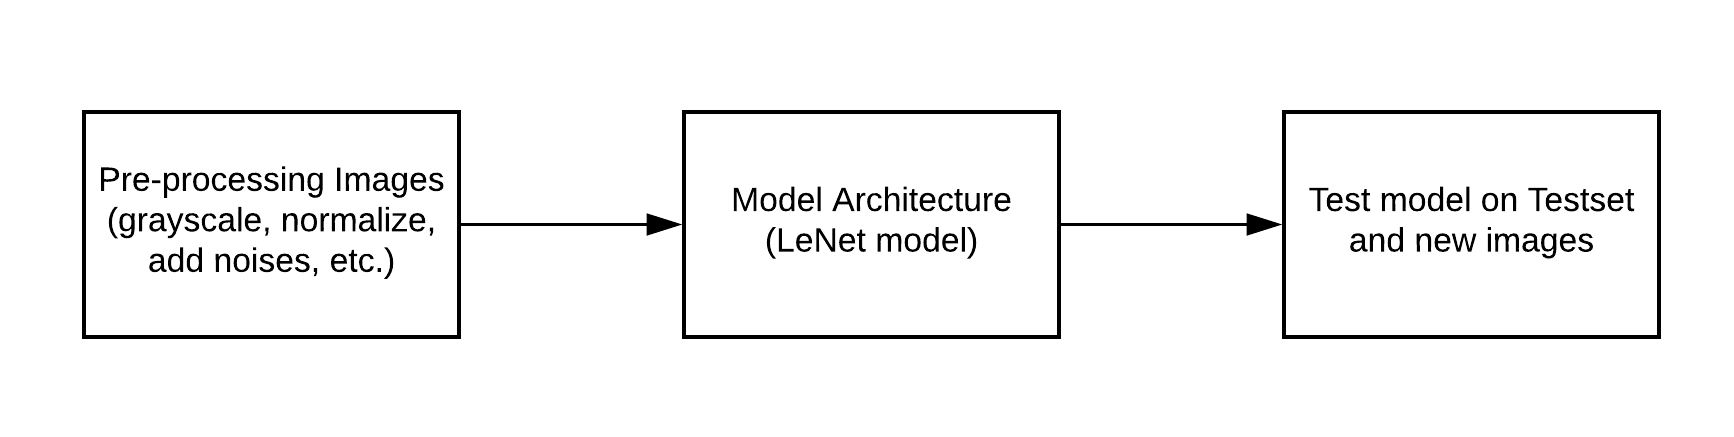 Pre-processing Images
(grayscale, normalize,
add noises, etc.)
Model Architecture
(LeNet model)
Test model on Testset
and new images